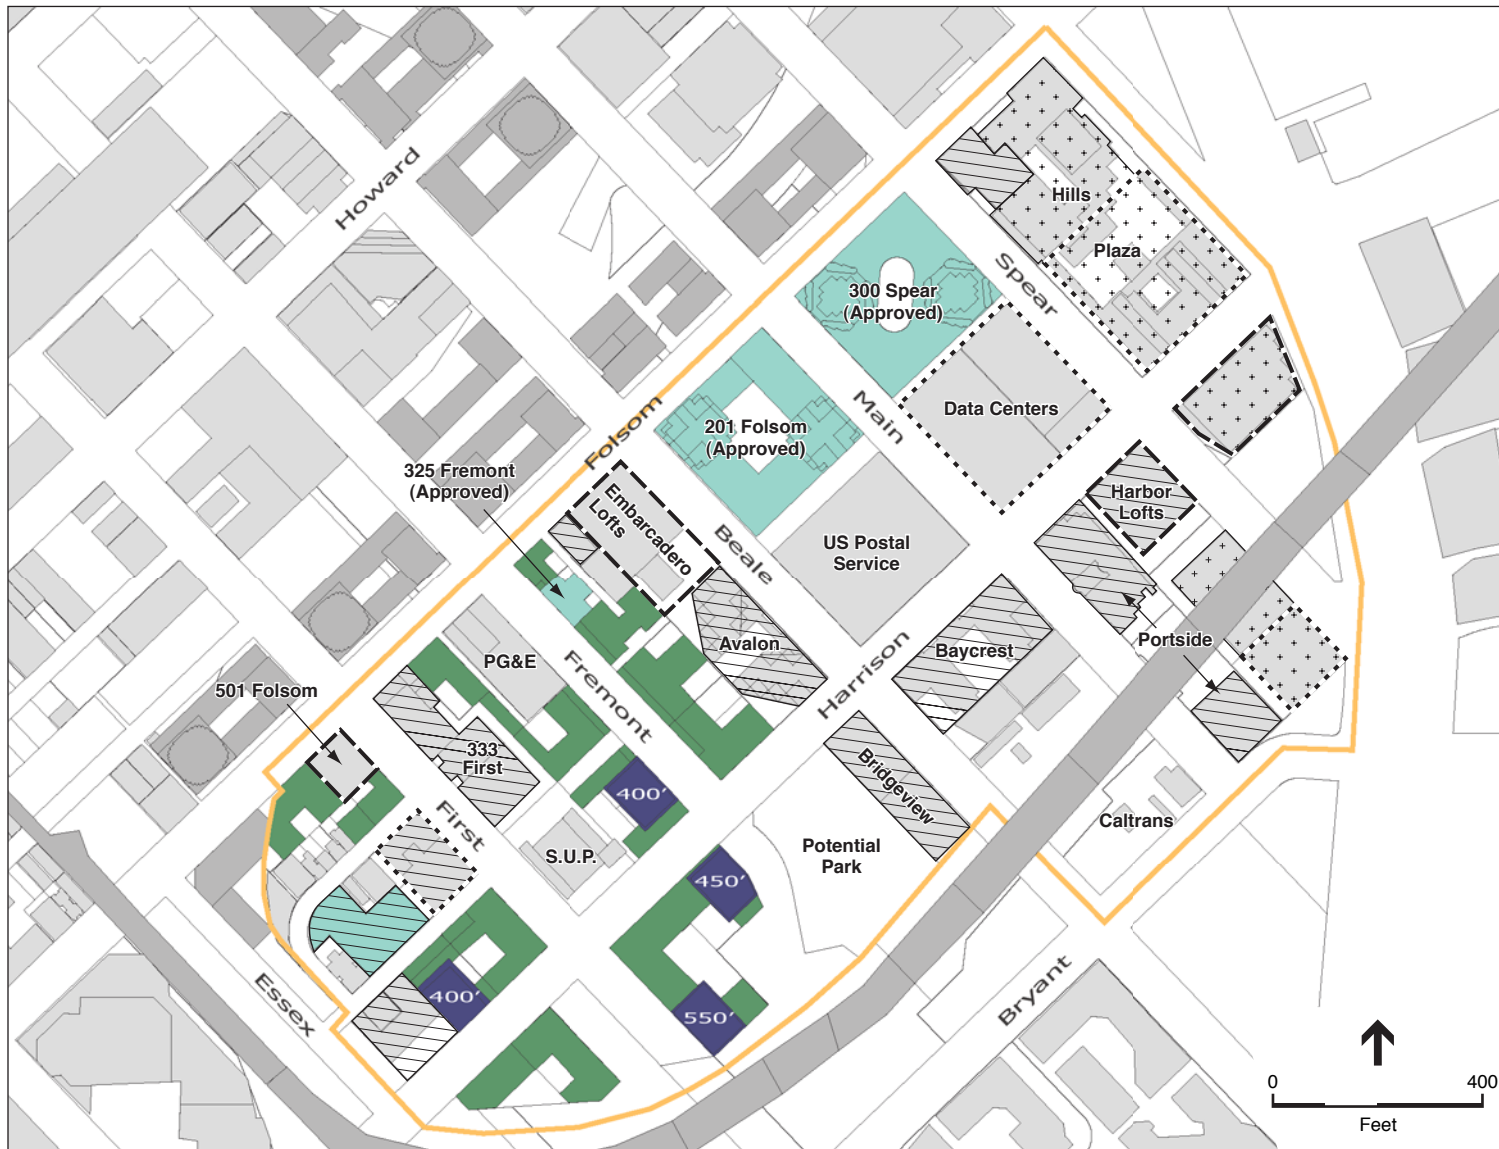 Howard
Hills
Plaza
Spear
300 Spear
(Approved)
Main
Data Centers
Folsom
201 Folsom
(Approved)
325 Fremont
(Approved)
Embarcadero
Lofts
Harbor
Lofts
Beale
US Postal
Service
Avalon
Baycrest
Portside
PG&E
Fremont
Harrison
501 Folsom
333
First
400’
Bridgeview
First
S.U.P.
Potential
Park
Caltrans
450’
Essex
400’
550’
Bryant
0
400
Feet